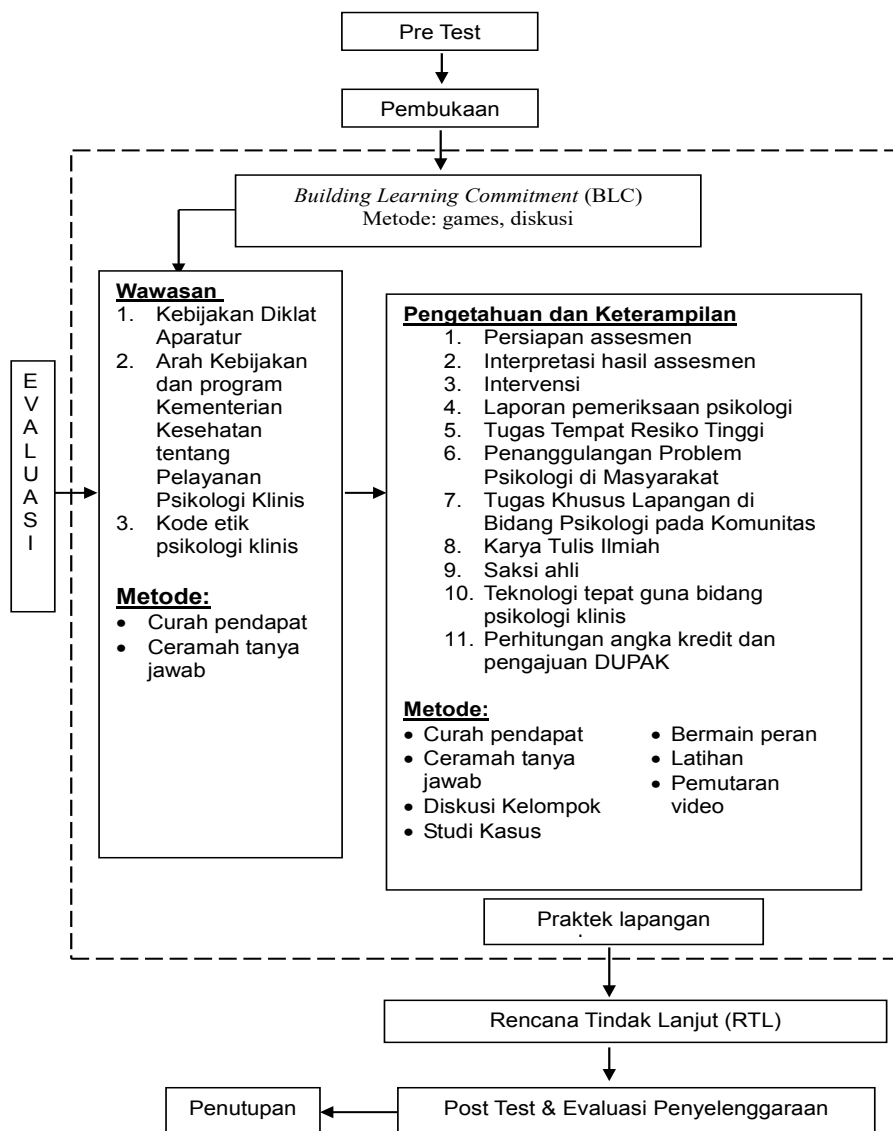 Pre Test
Pembukaan
Building Learning Commitment (BLC)
Metode: games, diskusi
E
V
A
L
U
A
S
I
Wawasan
1. Kebijakan Diklat
Aparatur
2. Arah Kebijakan
dan program
Kementerian
Kesehatan
tentang
Pelayanan
Psikologi Klinis
3. Kode etik
psikologi klinis
Metode:
• Curah pendapat
• Ceramah tanya
jawab
Pengetahuan dan Keterampilan
1. Persiapan assesmen
2. Interpretasi hasil assesmen
3. Intervensi
4. Laporan pemeriksaan psikologi
5. Tugas Tempat Resiko Tinggi
6. Penanggulangan Problem
Psikologi di Masyarakat
7. Tugas Khusus Lapangan di
Bidang Psikologi pada Komunitas
8. Karya Tulis Ilmiah
9. Saksi ahli
10. Teknologi tepat guna bidang
psikologi klinis
11. Perhitungan angka kredit dan
pengajuan DUPAK
Metode:
• Curah pendapat
• Ceramah tanya
jawab
• Diskusi Kelompok
• Studi Kasus
• Bermain peran
• Latihan
• Pemutaran
video
Praktek lapangan
.
Rencana Tindak Lanjut (RTL)
Post Test & Evaluasi Penyelenggaraan
Penutupan